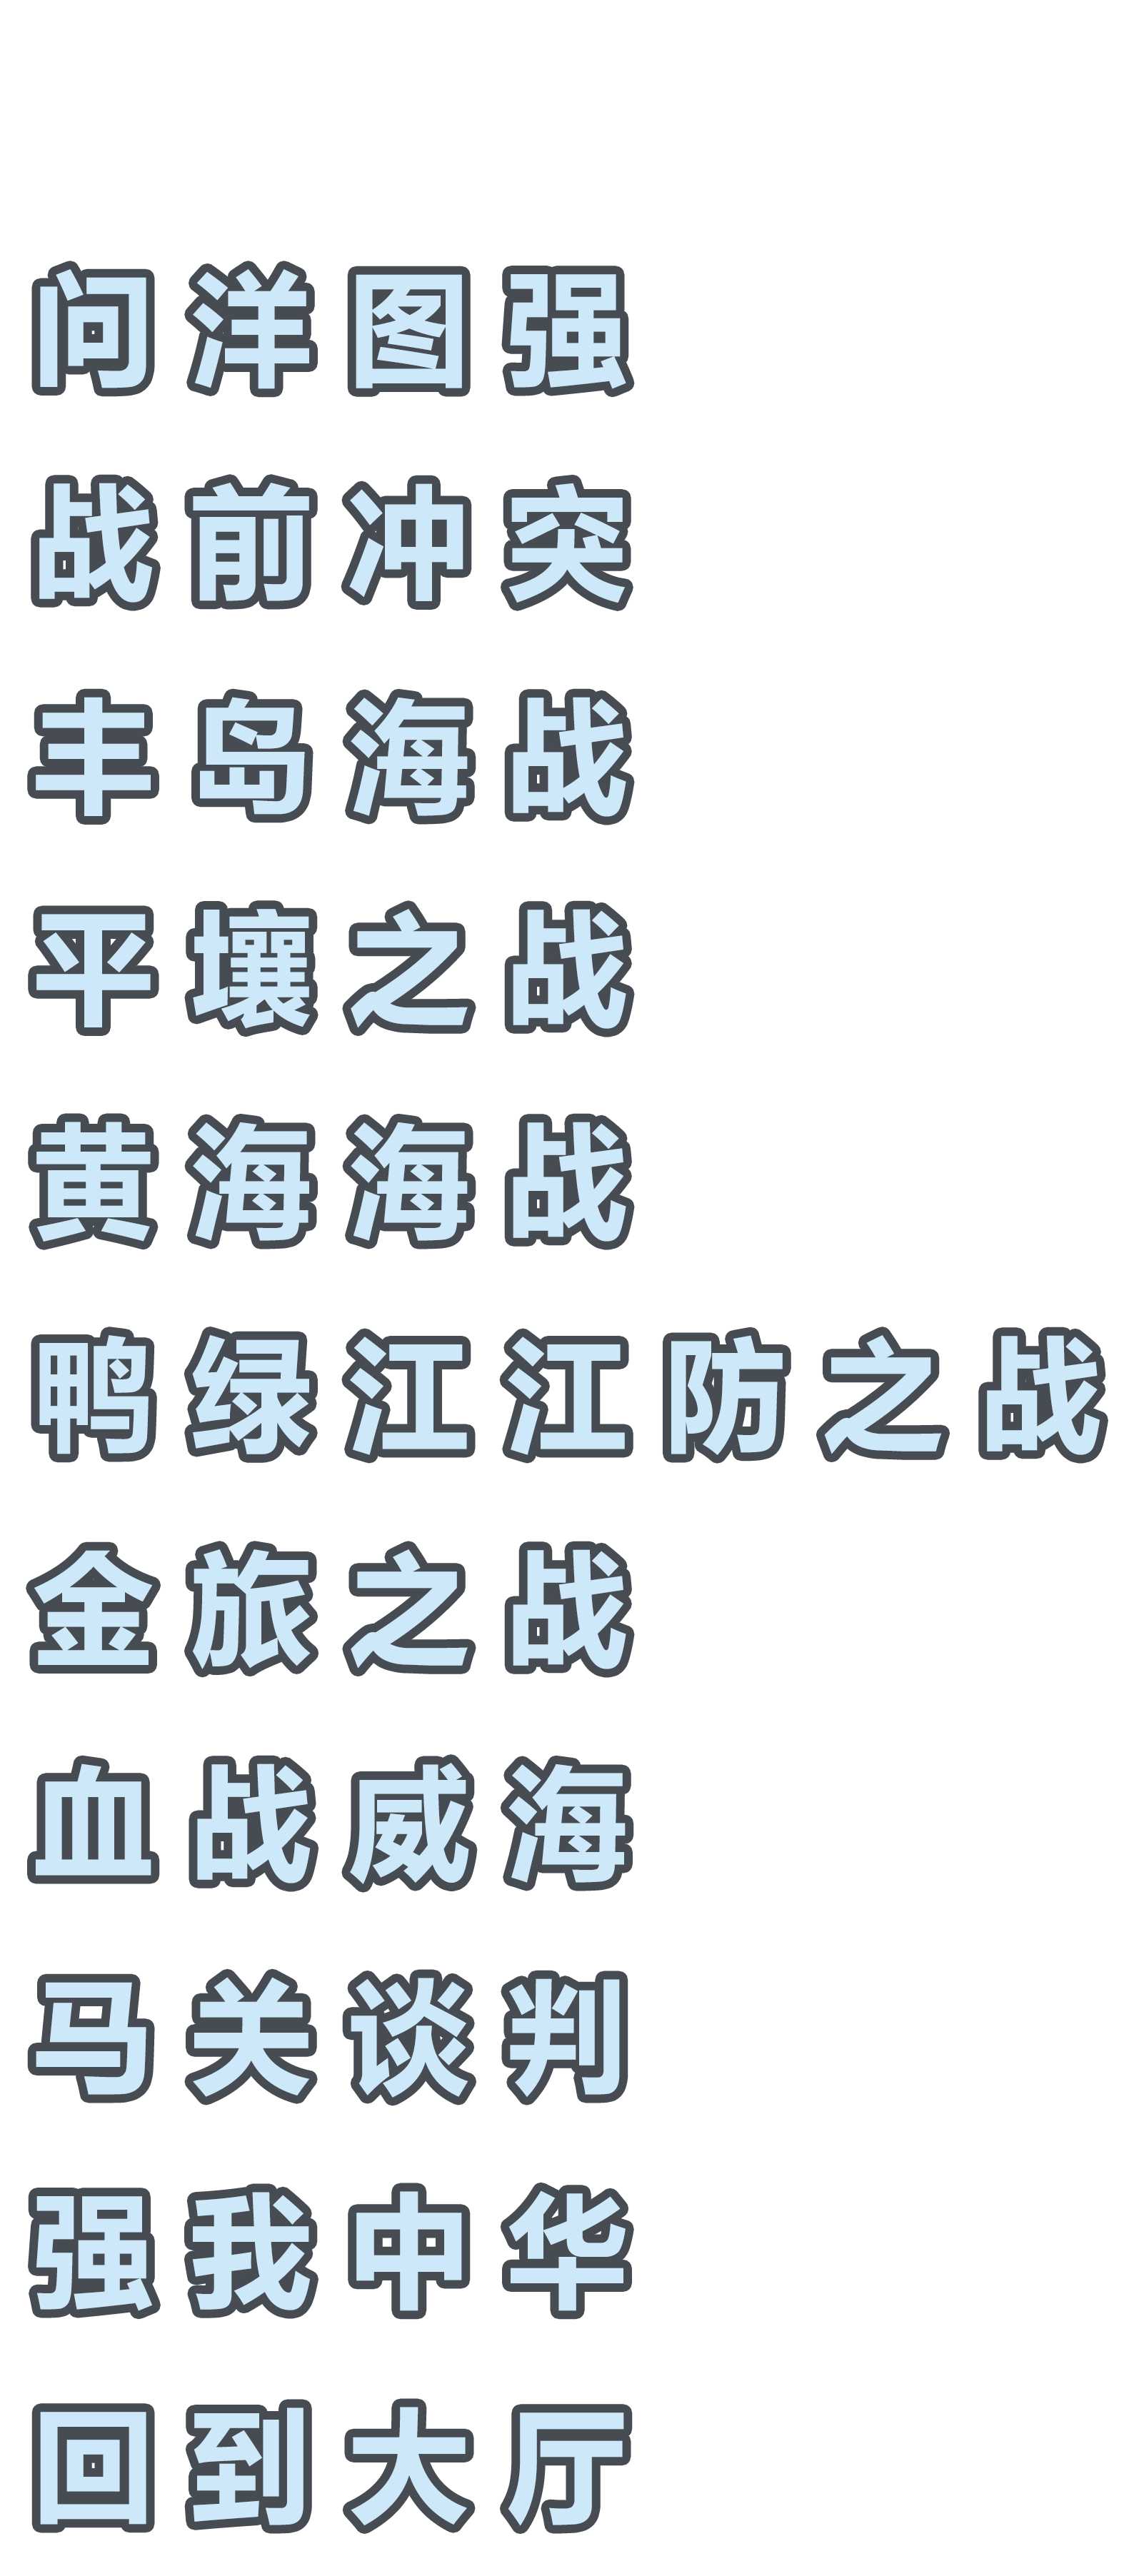 问洋图强
战前冲突
丰岛海战
平壤之战
黄海海战
鸭绿江江防之战
金旅之战
血战威海
马关谈判
强我中华
回到大厅